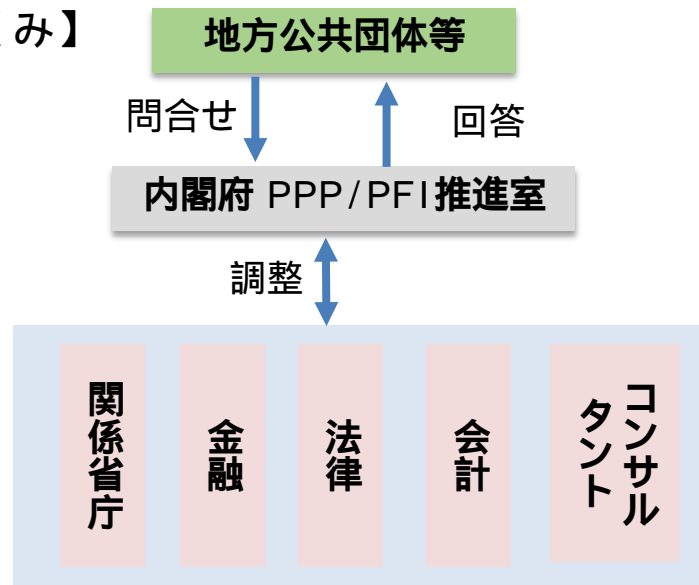 み】
地方公共団体等
問合せ
回答
内閣府 PPP/PFI推進室
調整
関係省庁
金融
法律
会計
コンサル
タント